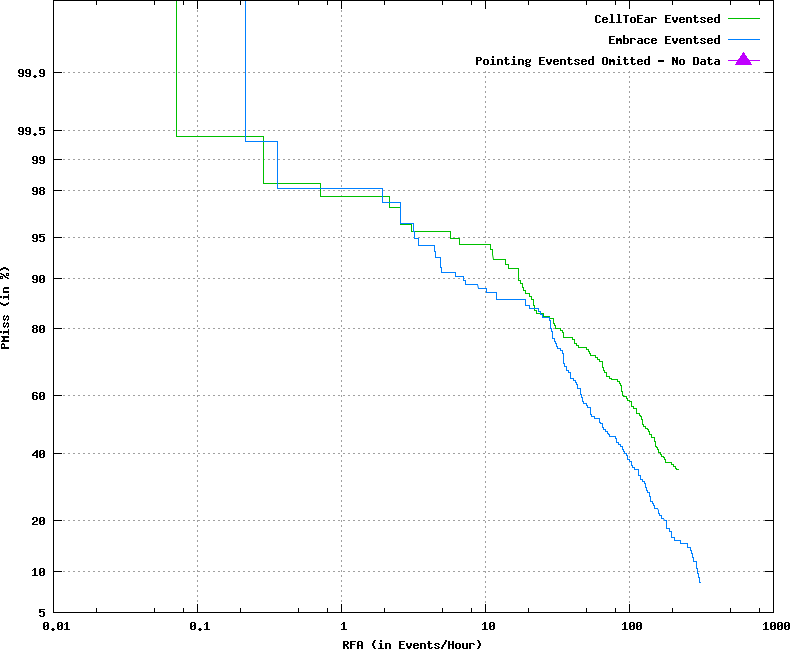 CellToEar Eventsed
Embrace Eventsed
Pointing Eventsed Omitted - No Data
99.9
99.5
99
98
95
90
80
60
40
20
10
5
PMiss (in %)
0.01 0.1 1 10 100 1000
RFA (in Events/Hour)